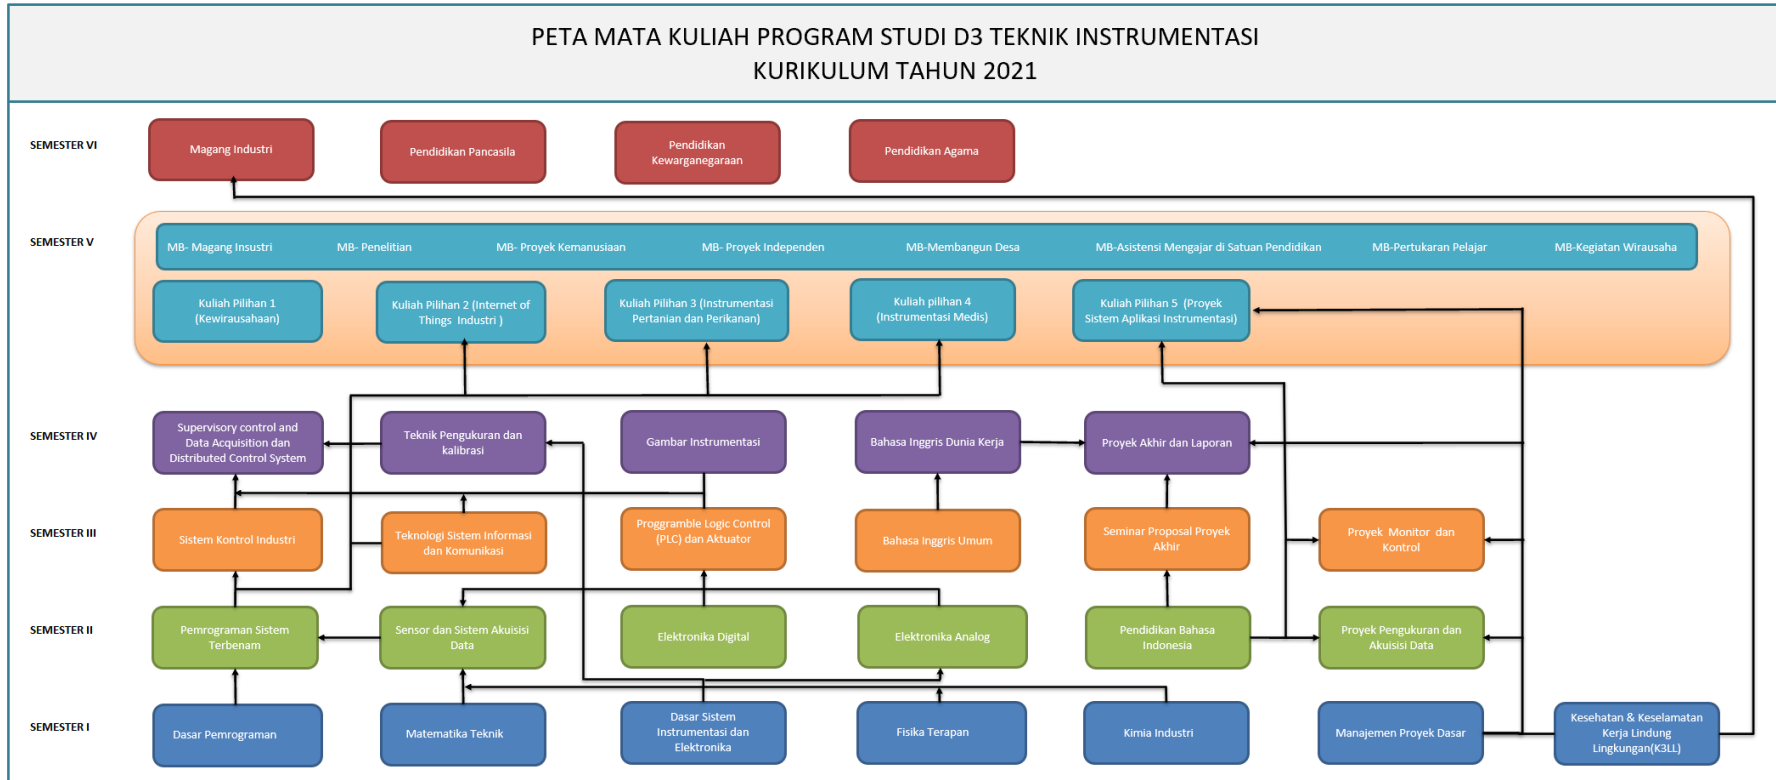 PETA MATA KULIAH PROGRAM STUDI D3 TEKNIK INSTRUMENTASI
KURIKULUM TAHUN 2021
SEMESTER VI
Magang Industri
Pendidikan Pancasila
Pendidikan
Kewarganegaraan
Pendidikan Agama
SEMESTER V
MB- Magang Insustri
MB- Penelitian
MB- Proyek Kemanusiaan
MB- Proyek Independen
MB-Membangun Desa
MB-Asistensi Mengajar di Satuan Pendidikan
MB-Pertukaran Pelajar
MB-Kegiatan Wirausaha
Kuliah Pilihan 1
(Kewirausahaan)
Kuliah Pilihan 2 (Internet of
Things Industri )
Kuliah Pilihan 3 (Instrumentasi
Pertanian dan Perikanan)
Kuliah pilihan 4
(Instrumentasi Medis)
Kuliah Pilihan 5 (Proyek
Sistem Aplikasi Instrumentasi)
SEMESTER IV
Supervisory control and
Data Acquisition dan
Distributed Control System
Teknik Pengukuran dan
kalibrasi
Gambar Instrumentasi
Bahasa Inggris Dunia Kerja
Proyek Akhir dan Laporan
SEMESTER III
Sistem Kontrol Industri
Teknologi Sistem Informasi
dan Komunikasi
Proggramble Logic Control
(PLC) dan Aktuator
Bahasa Inggris Umum
Seminar Proposal Proyek
Akhir
Proyek Monitor dan
Kontrol
SEMESTER II
Pemrograman Sistem
Terbenam
Sensor dan Sistem Akuisisi
Data
Elektronika Digital
Elektronika Analog
Pendidikan Bahasa
Indonesia
Proyek Pengukuran dan
Akuisisi Data
SEMESTER I
Dasar Pemrograman
Matematika Teknik
Dasar Sistem
Instrumentasi dan
Elektronika
Fisika Terapan
Kimia Industri
Manajemen Proyek Dasar
Kesehatan & Keselamatan
Kerja Lindung
Lingkungan(K3LL)